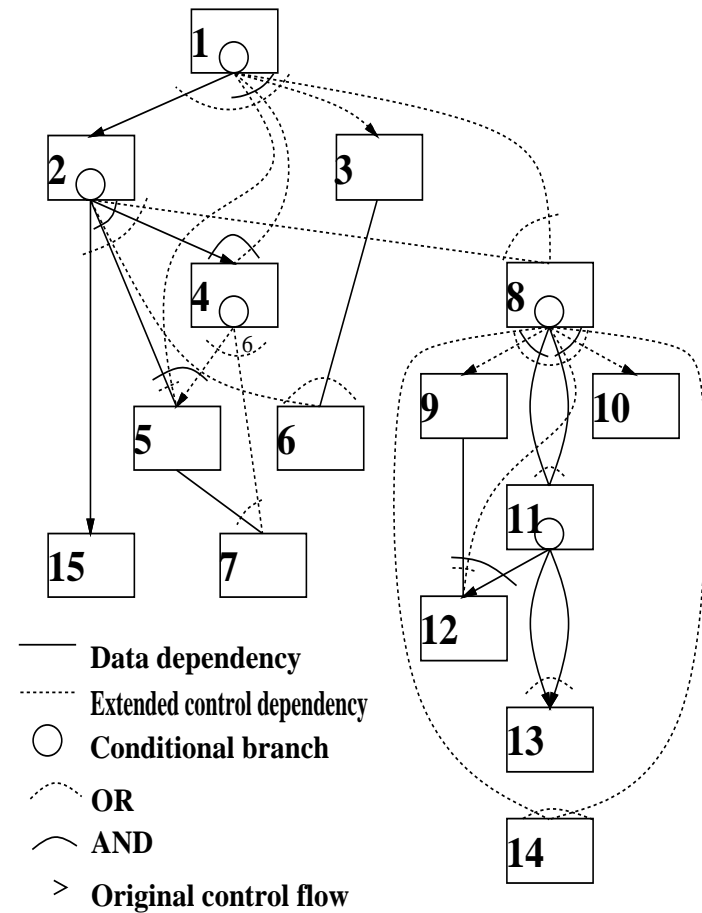 1
2
3
4
8
6
9
10
5
6
11
15
7
12
13
14
Data dependency
Extended control dependency
Conditional branch
OR
AND
Original control flow